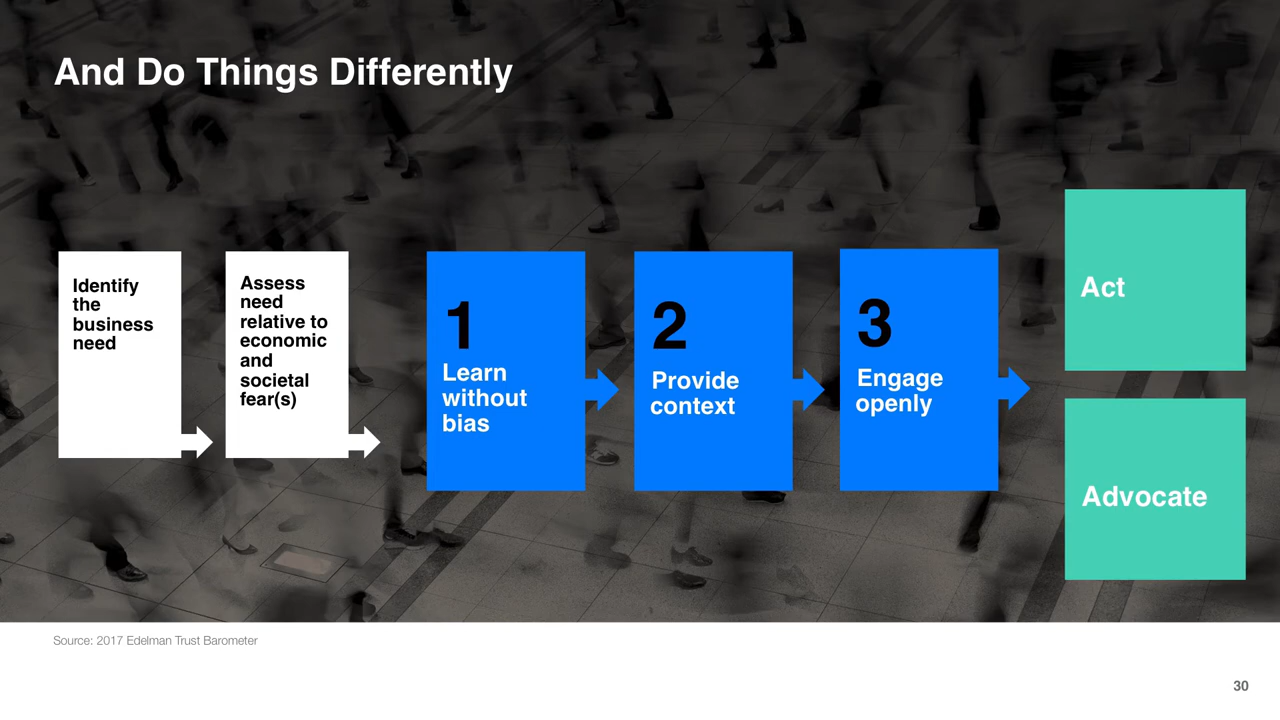 And Do Things Differently
Identify
the
business
need
Assess
need
relative to
economic
and
societal
fear(s)
1
Learn
without
bias
2
Provide
context
3
Engage
openly
Act
Advocate
Source: 2017 Edelman Trust Barometer
30